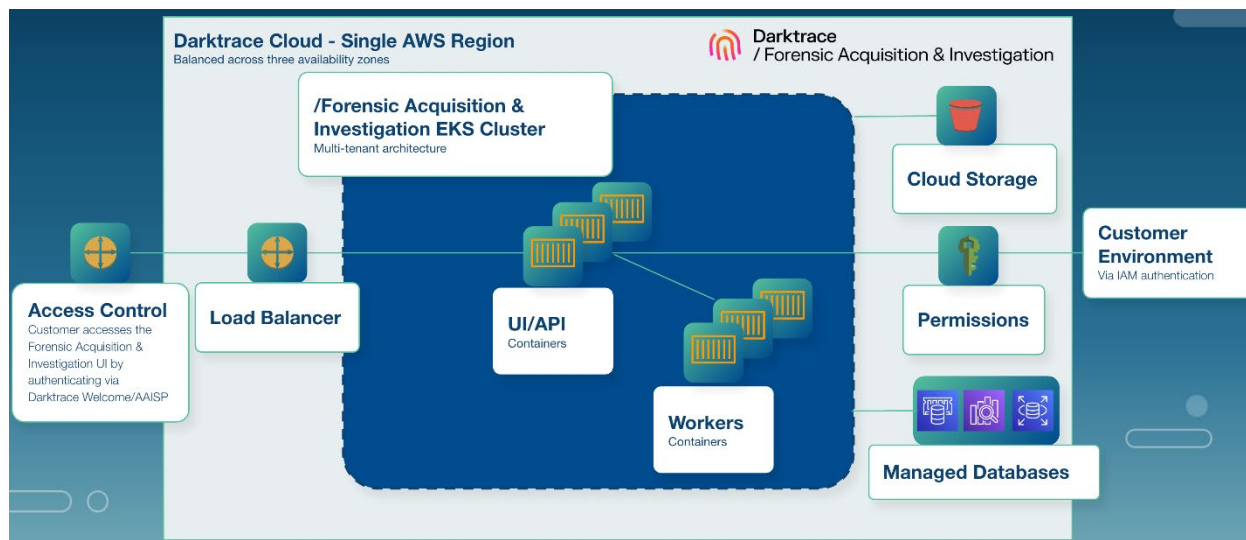 Darktrace Cloud - Single AWS Region
Balanced across three availability zones
Darktrace
/ Forensic Acquisition & Investigation
/Forensic Acquisition &
Investigation EKS Cluster
Multi-tenant architecture
Cloud Storage
Access Control
Customer accesses the
Forensic Acquisition &
Investigation UI by
authenticating via
Darktrace Welcome/AAISP
Load Balancer
UI/API
Containers
Workers
Containers
Permissions
Customer
Environment
Via IAM authentication
Managed Databases